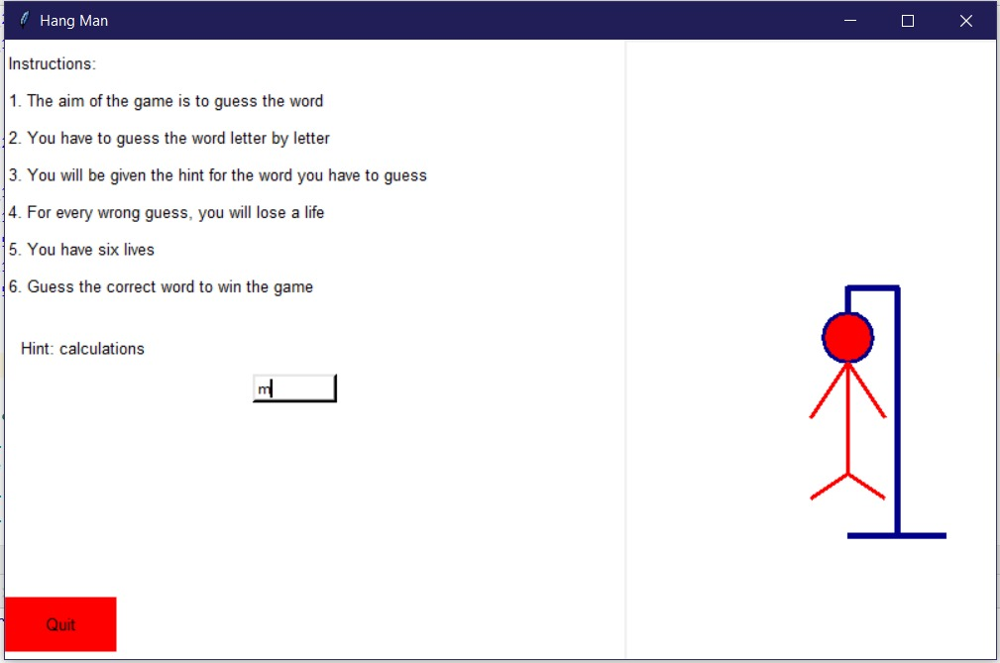 Hang Man
Instructions:
1. The aim of the game is to guess the word
2. You have to guess the word letter by letter
3. You will be given the hint for the word you have to guess
4. For every wrong guess, you will lose a life
5. You have six lives
6. Guess the correct word to win the game
Hint: calculations
m
Quit